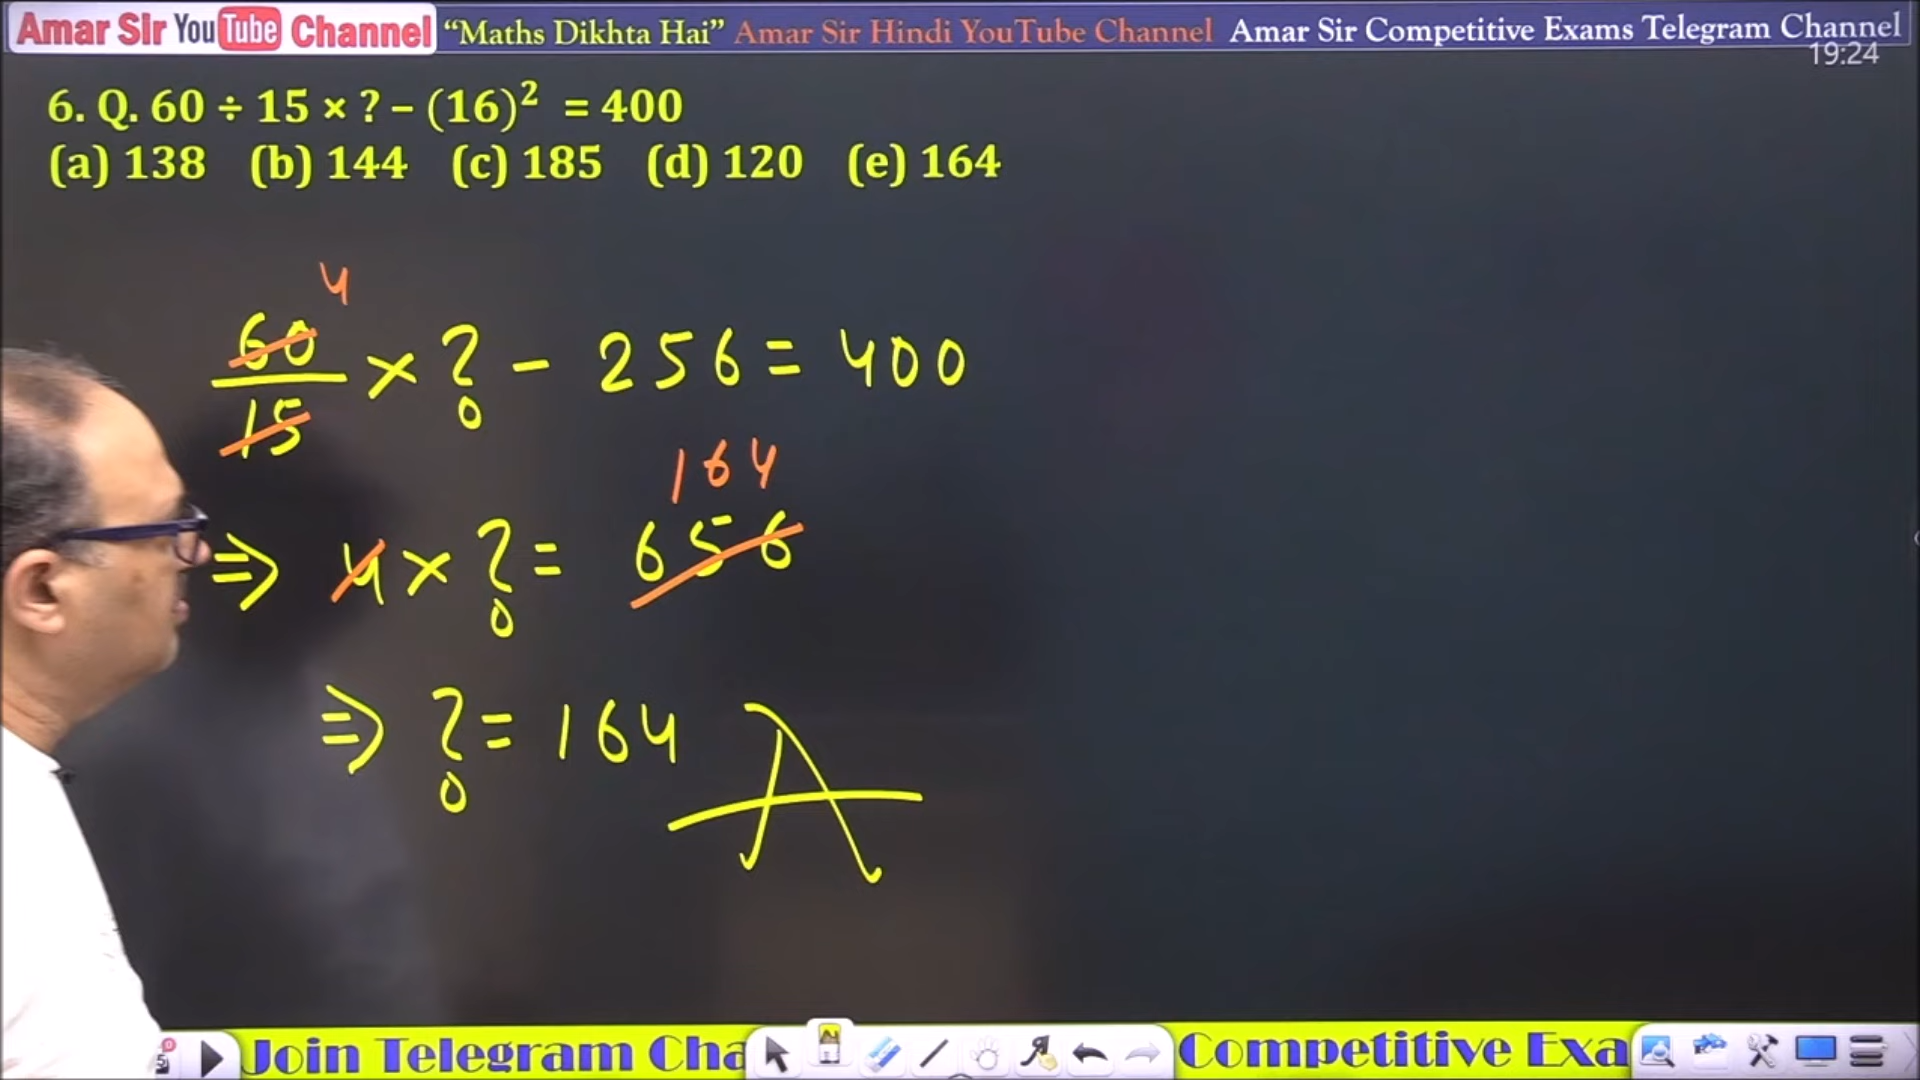 Amar Sir YouTube Channel "Maths Dikhta Hai" Amar Sir Hindi YouTube Channel Amar Sir Competitive Exams Telegram Channel
19:24
6. Q. 60 ÷ 15 × ? – (16)² = 400
(a) 138 (b) 144 (c) 185 (d) 120 (e) 164
4
60/15 × ? - 256 = 400
164
⇒ 4 × ? = 656
⇒ ? = 164 A
Join Telegram Cha Competitive Exa